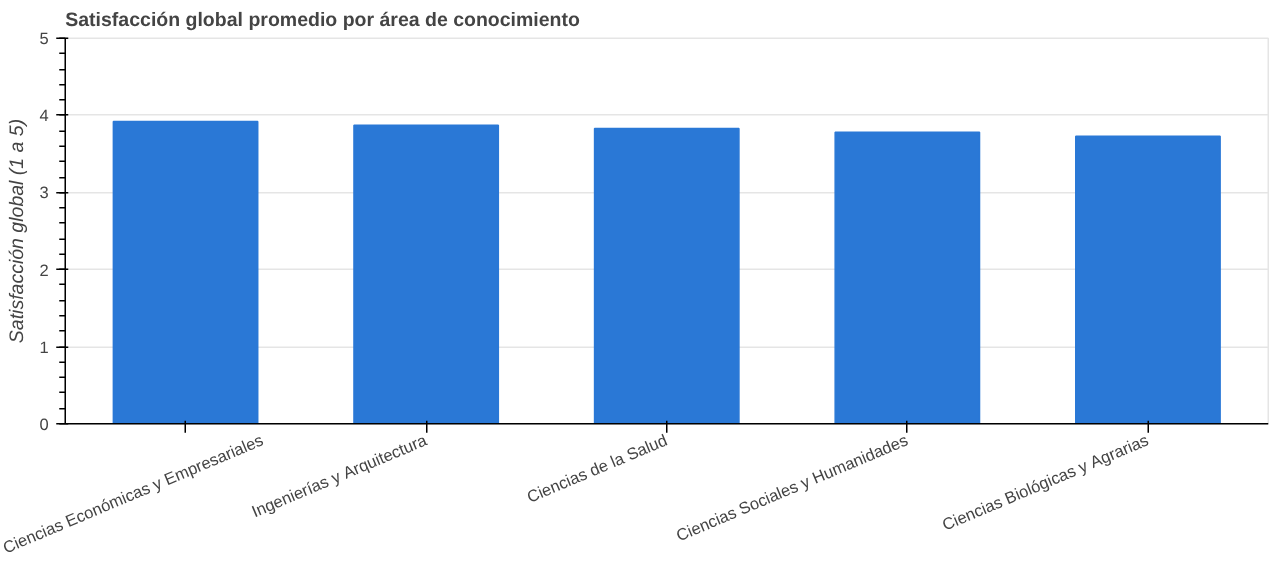 Satisfacción global promedio por área de conocimiento
Satisfacción global (1 a 5)
5
4
3
2
1
0
Ciencias Económicas y Empresariales
Ingenierías y Arquitectura
Ciencias de la Salud
Ciencias Sociales y Humanidades
Ciencias Biológicas y Agrarias